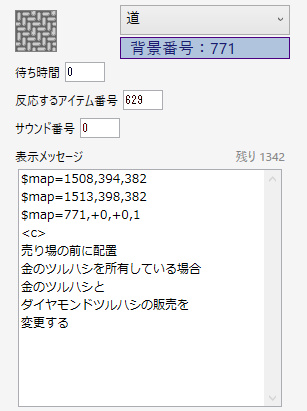 道
背景番号：771
待ち時間 0
反応するアイテム番号 629
サウンド番号 0
表示メッセージ 残り 1342
$map=1508,394,382
$map=1513,398,382
$map=771,+0,+0,1
<c>
売り場の前に配置
金のツルハシを所有している場合
金のツルハシと
ダイヤモンドツルハシの販売を
変更する